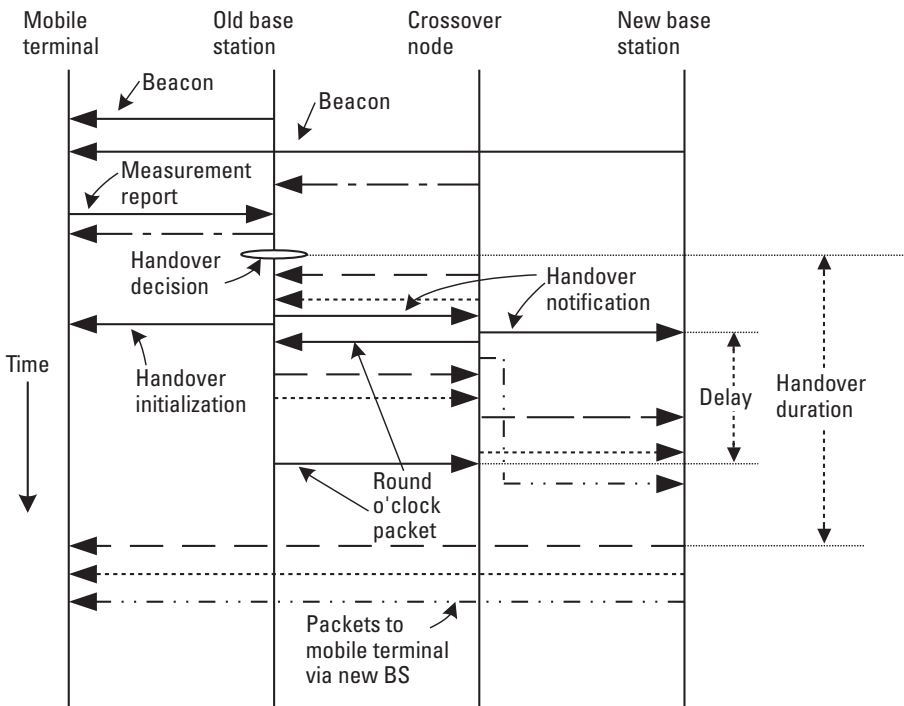 Mobile
terminal
Old base
station
Crossover
node
New base
station
Beacon
Beacon
Measurement
report
Handover
decision
Handover
notification
Time
Handover
initialization
Delay
Handover
duration
Round
o'clock
packet
Packets to
mobile terminal
via new BS